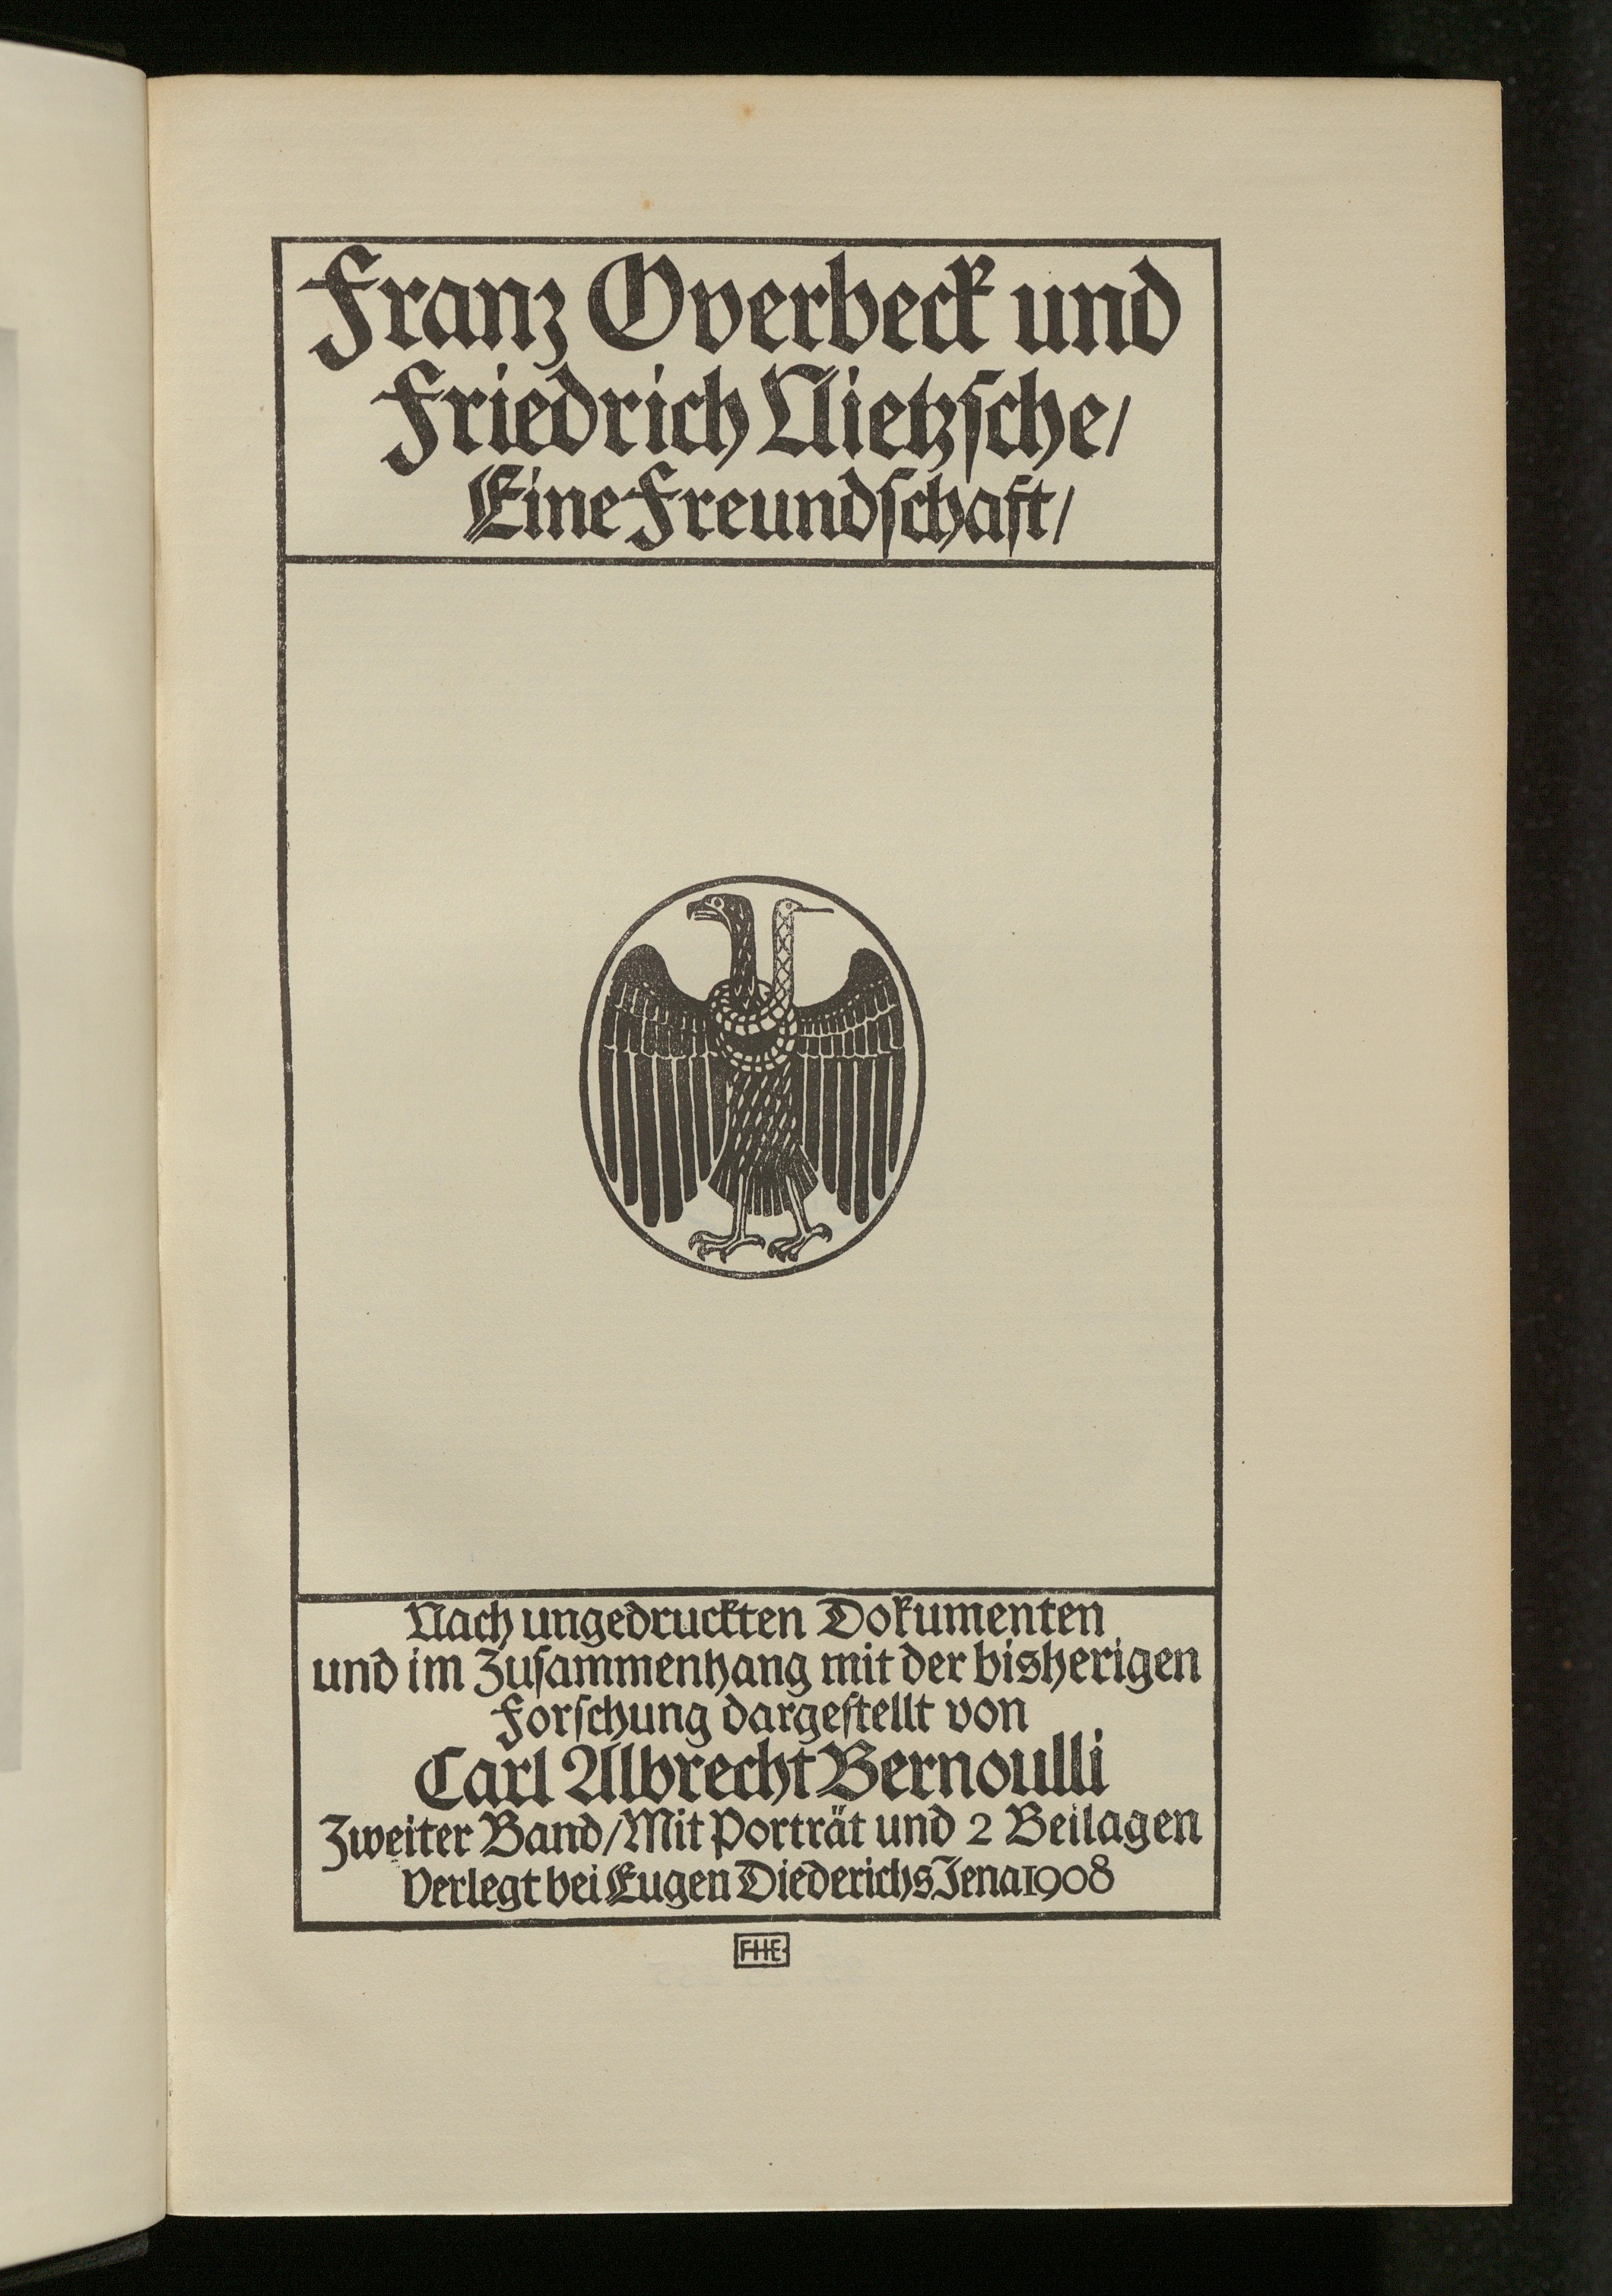 Franz Overbeck und
Friedrich Nietzsche/
Eine Freundschaft/
Nach ungedruckten Dokumenten
und im Zusammenhang mit der bisherigen
Forschung dargestellt von
Carl Albrecht Bernoulli
Zweiter Band/Mit Porträt und 2 Beilagen
Verlegt bei Eugen Diederichs Jena 1908
FHE